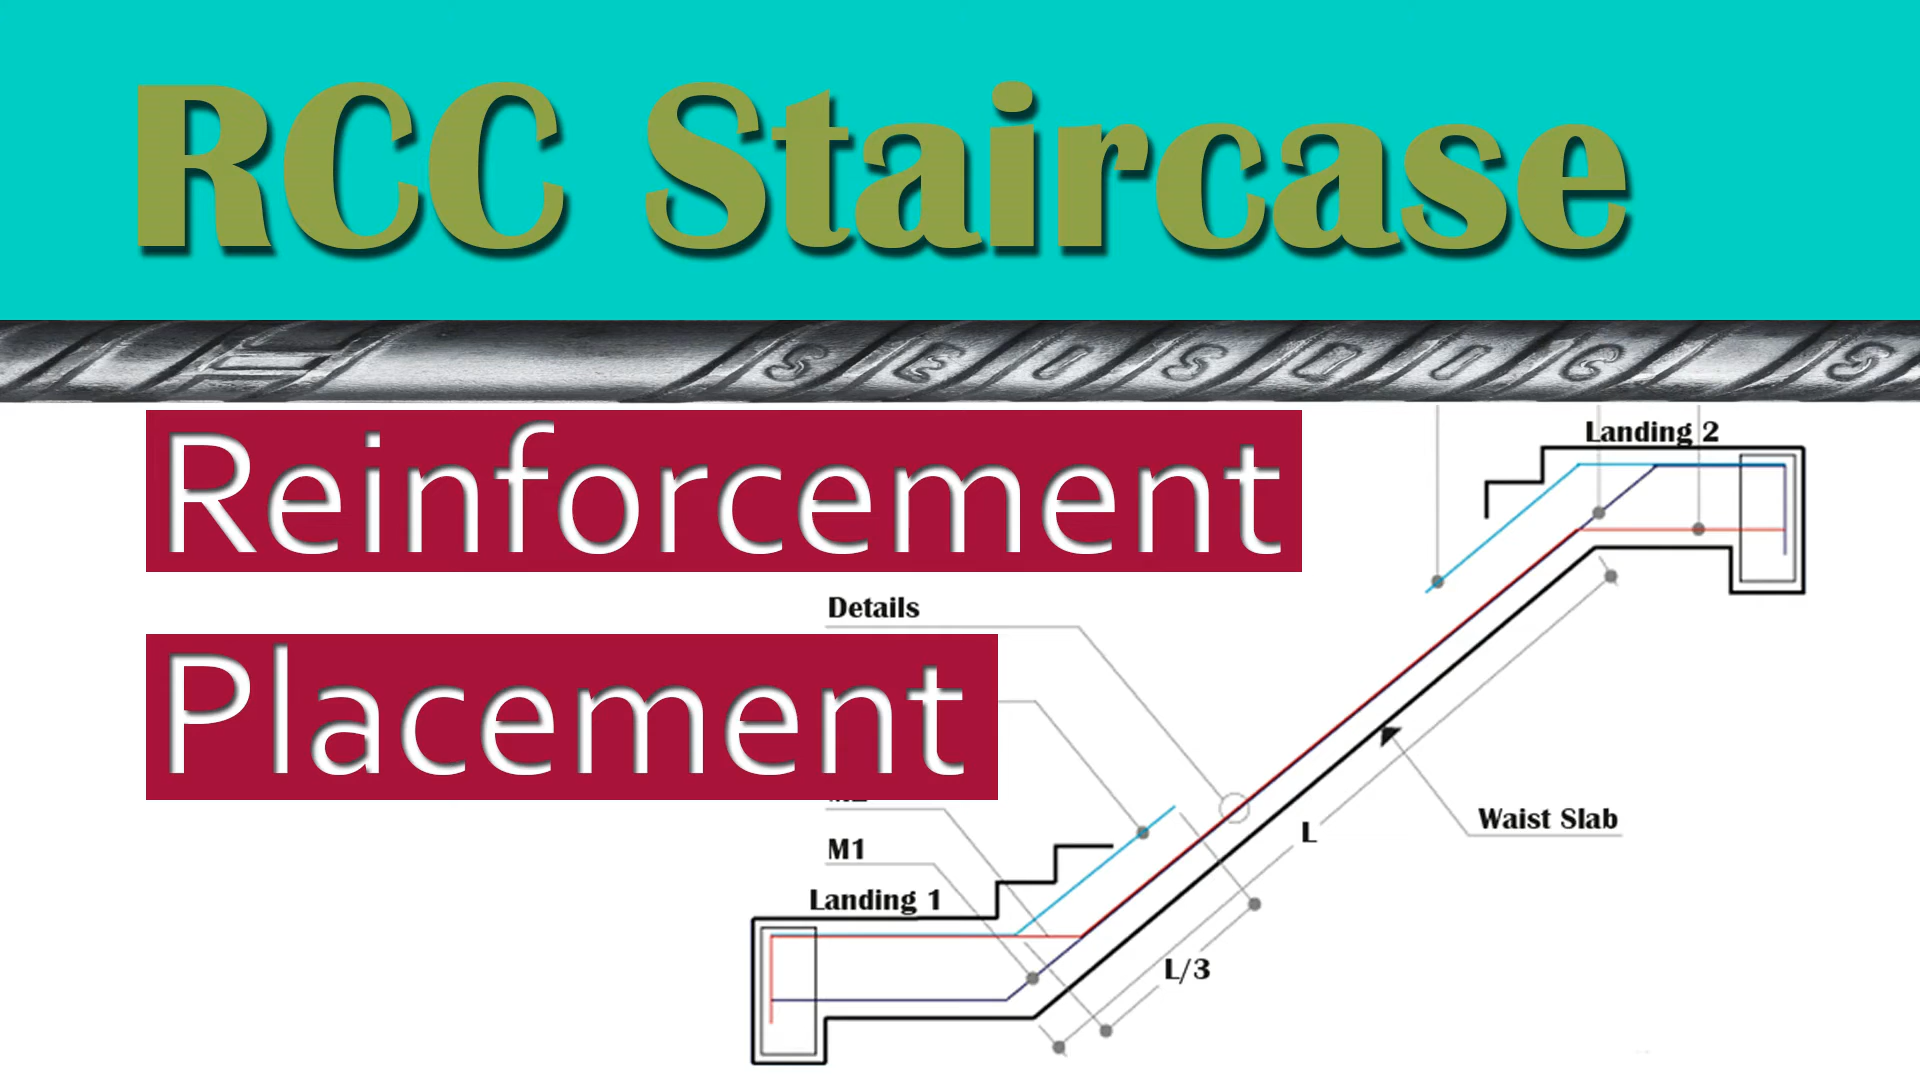 RCC Staircase
Reinforcement
Placement
Landing 2
Details
M1
Landing 1
Waist Slab
L
L/3